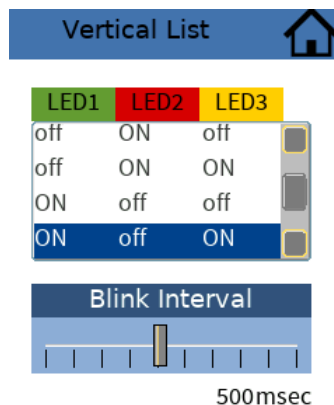 Vertical List
LED1 LED2 LED3
off ON off
off ON off
ON off off
ON off ON
Blink Interval
500msec